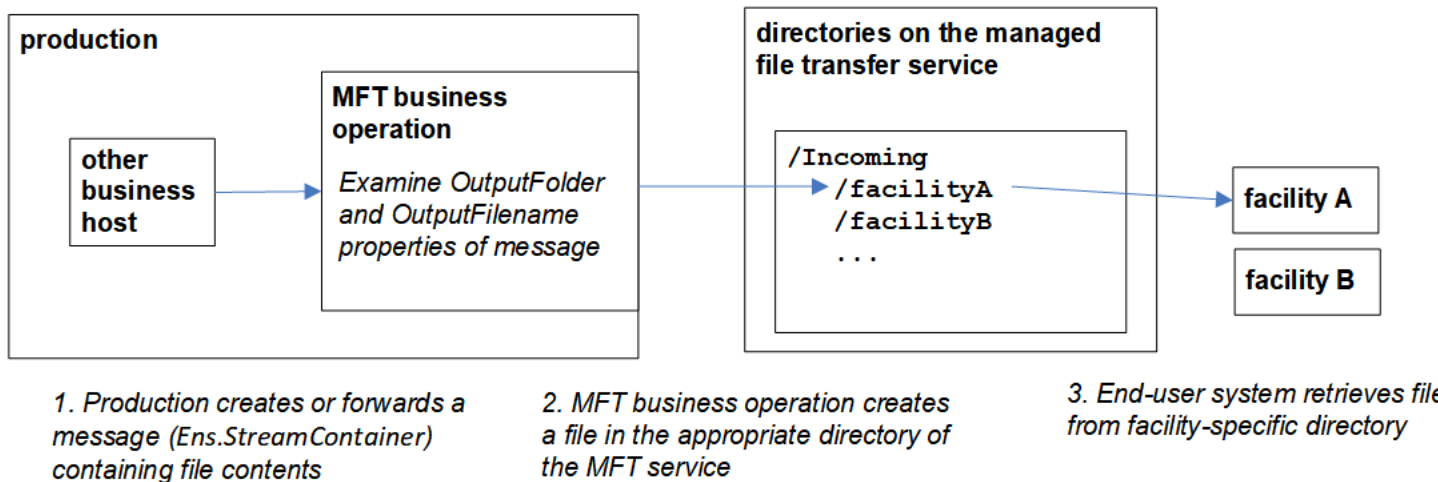 production
MFT business
operation
Examine OutputFolder
and OutputFilename
properties of message
other
business
host
directories on the managed
file transfer service
/Incoming
/facilityA
/facilityB
...
facility A
facility B
1. Production creates or forwards a
message (Ens.StreamContainer)
containing file contents
2. MFT business operation creates
a file in the appropriate directory of
the MFT service
3. End-user system retrieves file
from facility-specific directory